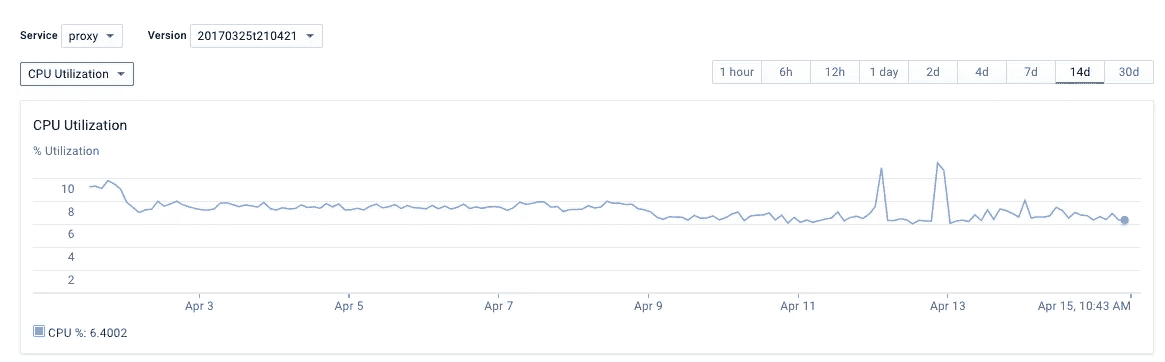 Service proxy Version 20170325t210421
CPU Utilization 1 hour 6h 12h 1 day 2d 4d 7d 14d 30d
CPU Utilization
% Utilization
10
8
6
4
2
Apr 3 Apr 5 Apr 7 Apr 9 Apr 11 Apr 13 Apr 15, 10:43 AM
CPU %: 6.4002